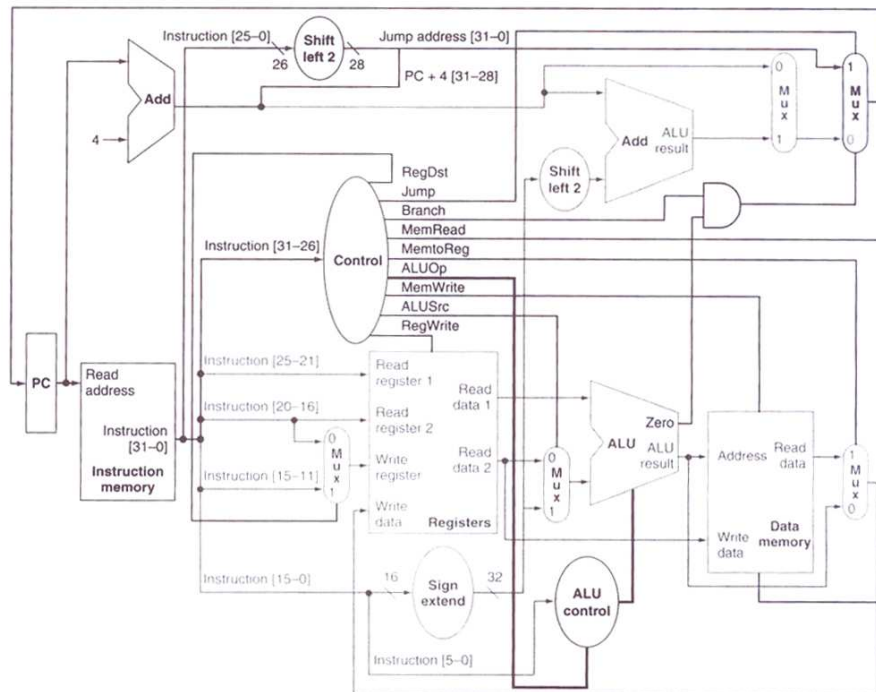 Instruction [25–0]
Shift
left 2
Jump address [31–0]
26
28
PC + 4 [31–28]
Add
4
0
M
u
x
1
1
M
u
x
0
Add
ALU
result
Shift
left 2
RegDst
Jump
Branch
MemRead
MemtoReg
ALUOp
MemWrite
ALUSrc
RegWrite
Instruction [31–26]
Control
PC
Read
address
Instruction
[31–0]
Instruction
memory
Instruction [25–21]
Instruction [20–16]
Instruction [15–11]
0
M
u
x
1
Read
register 1
Read
register 2
Write
register
Write
data
Read
data 1
Read
data 2
Registers
0
M
u
x
1
Zero
ALU
ALU
result
Address
Read
data
Write
data
Data
memory
1
M
u
x
0
Instruction [15–0]
16
Sign
extend
32
ALU
control
Instruction [5–0]